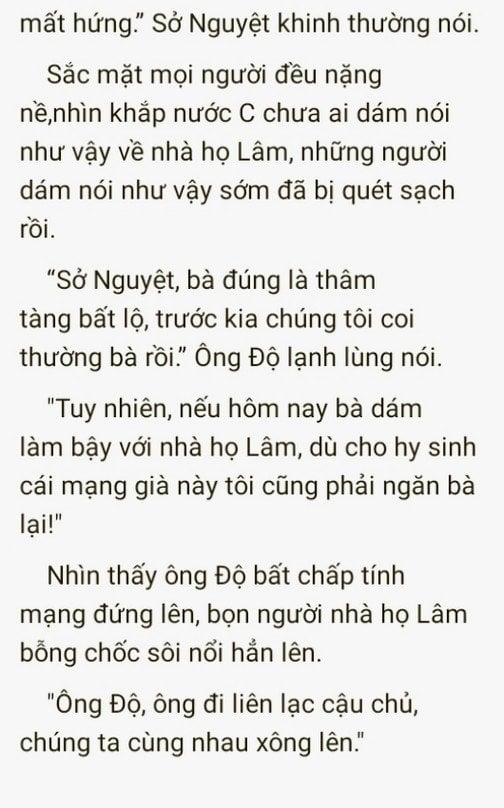 mất hứng.” Sở Nguyệt khinh thường nói.
Sắc mặt mọi người đều nặng
nề,nhìn khắp nước C chưa ai dám nói
như vậy về nhà họ Lâm, những người
dám nói như vậy sớm đã bị quét sạch
rồi.
“Sở Nguyệt, bà đúng là thâm
tàng bất lộ, trước kia chúng tôi coi
thường bà rồi.” Ông Độ lạnh lùng nói.
"Tuy nhiên, nếu hôm nay bà dám
làm bậy với nhà họ Lâm, dù cho hy sinh
cái mạng già này tôi cũng phải ngăn bà
lại!"
Nhìn thấy ông Độ bất chấp tính
mạng đứng lên, bọn người nhà họ Lâm
bỗng chốc sôi nổi hẳn lên.
"Ông Độ, ông đi liên lạc cậu chủ,
chúng ta cùng nhau xông lên."